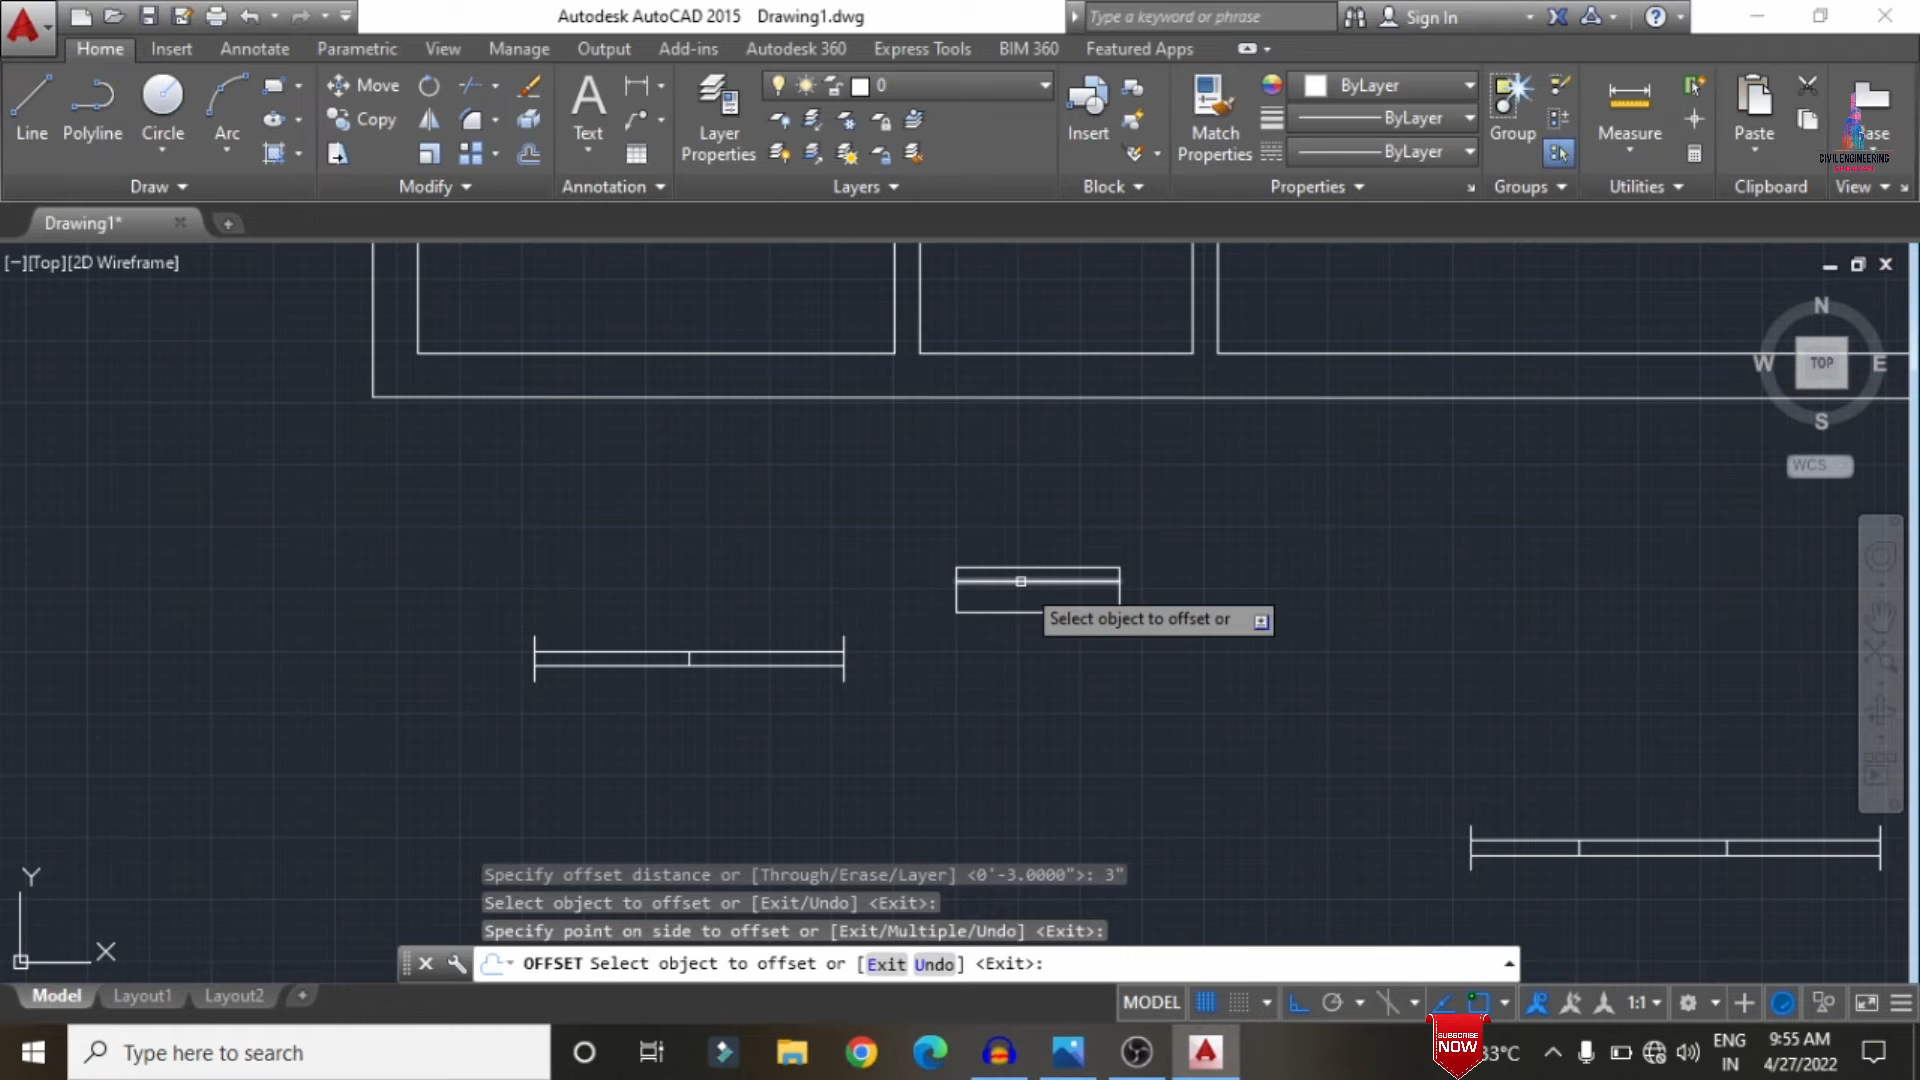 Autodesk AutoCAD 2015 Drawing1.dwg
Type a keyword or phrase
Sign In
Home Insert Annotate Parametric View Manage Output Add-ins Autodesk 360 Express Tools BIM 360 Featured Apps
Line Polyline Circle Arc
Move
Copy
Text
Layer Properties
0
Insert
Match Properties
ByLayer
ByLayer
ByLayer
Group
Measure
Paste
Base
CIVIL ENGINEERING
Draw Modify Annotation Layers Block Properties Groups Utilities Clipboard View
Drawing1*
[−][Top][2D Wireframe]
N
W TOP E
S
WCS
Select object to offset or
Y
X
Specify offset distance or [Through/Erase/Layer] <0'-3.0000">: 3"
Select object to offset or [Exit/Undo] <Exit>:
Specify point on side to offset or [Exit/Multiple/Undo] <Exit>:
OFFSET Select object to offset or [Exit Undo] <Exit>:
Model Layout1 Layout2
MODEL 1:1
Type here to search
SUBSCRIBE
NOW
33°C
ENG
IN
9:55 AM
4/27/2022